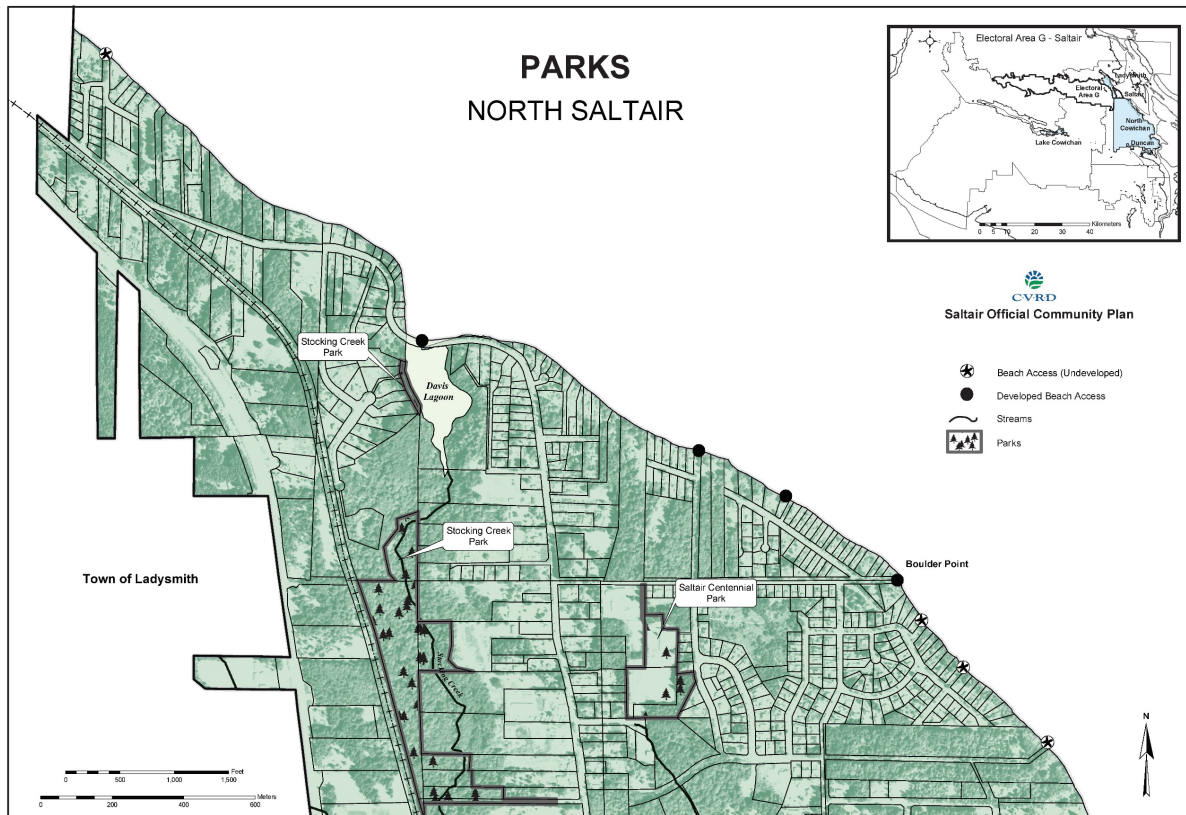 PARKS
NORTH SALTAIR
Electoral Area G - Saltair
Ladysmith
Electoral
Area G
Saltair
North
Cowichan
Lake Cowichan
Duncan
Kilometers
0 5 10 20 30 40
CVRD
Saltair Official Community Plan
Beach Access (Undeveloped)
Developed Beach Access
Streams
Parks
Stocking Creek
Park
Davis
Lagoon
Stocking Creek
Park
Boulder Point
Town of Ladysmith
Saltair Centennial
Park
Creek
N
Feet
0 500 1,000 1,500
Meters
0 200 400 600